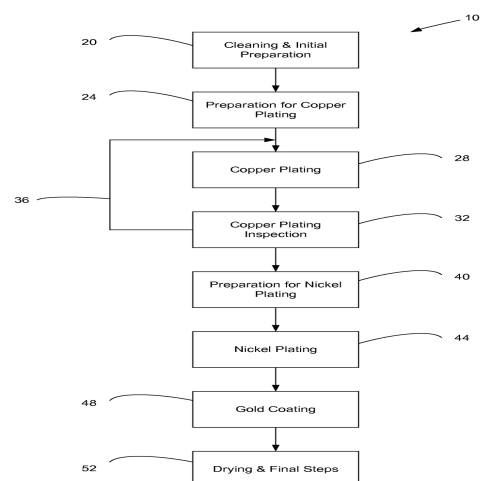 10
20
Cleaning & Initial
Preparation
24
Preparation for Copper
Plating
28
Copper Plating
36
32
Copper Plating
Inspection
40
Preparation for Nickel
Plating
44
Nickel Plating
48
Gold Coating
52
Drying & Final Steps